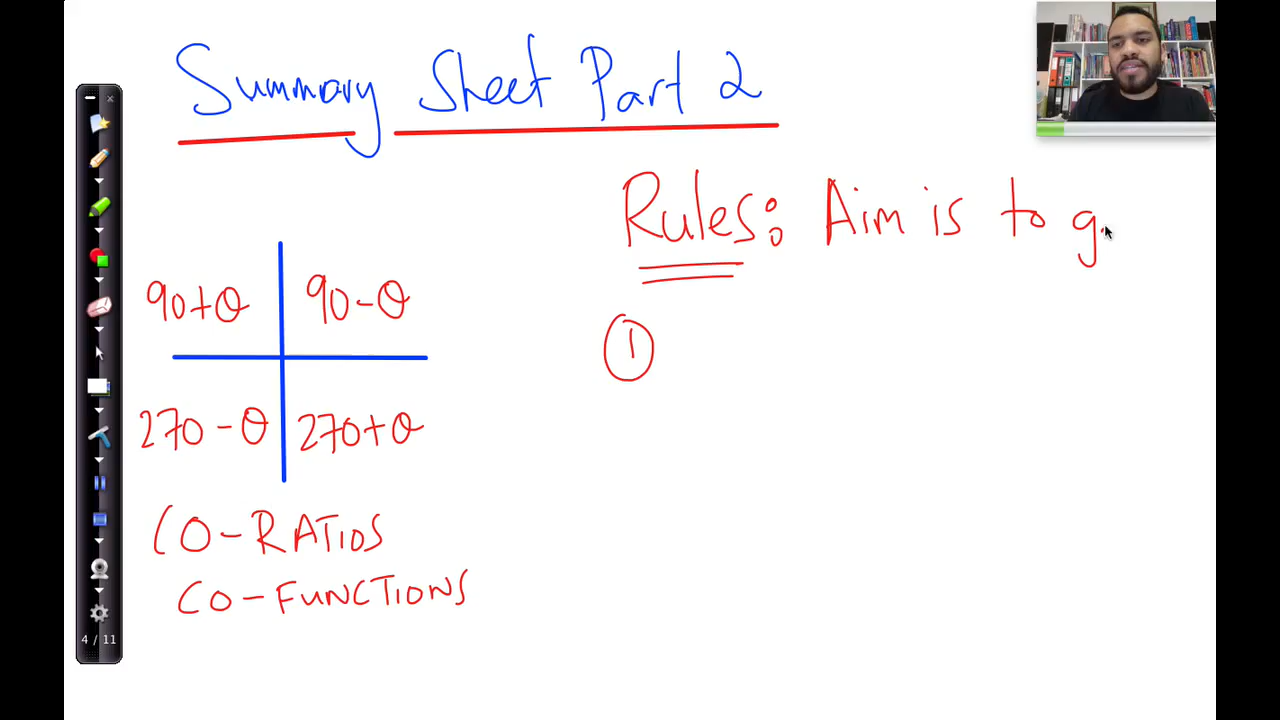 Summary Sheet Part 2
Rules: Aim is to g
90+θ 90-θ
①
270-θ 270+θ
CO-RATIOS
CO-FUNCTIONS
4 / 11